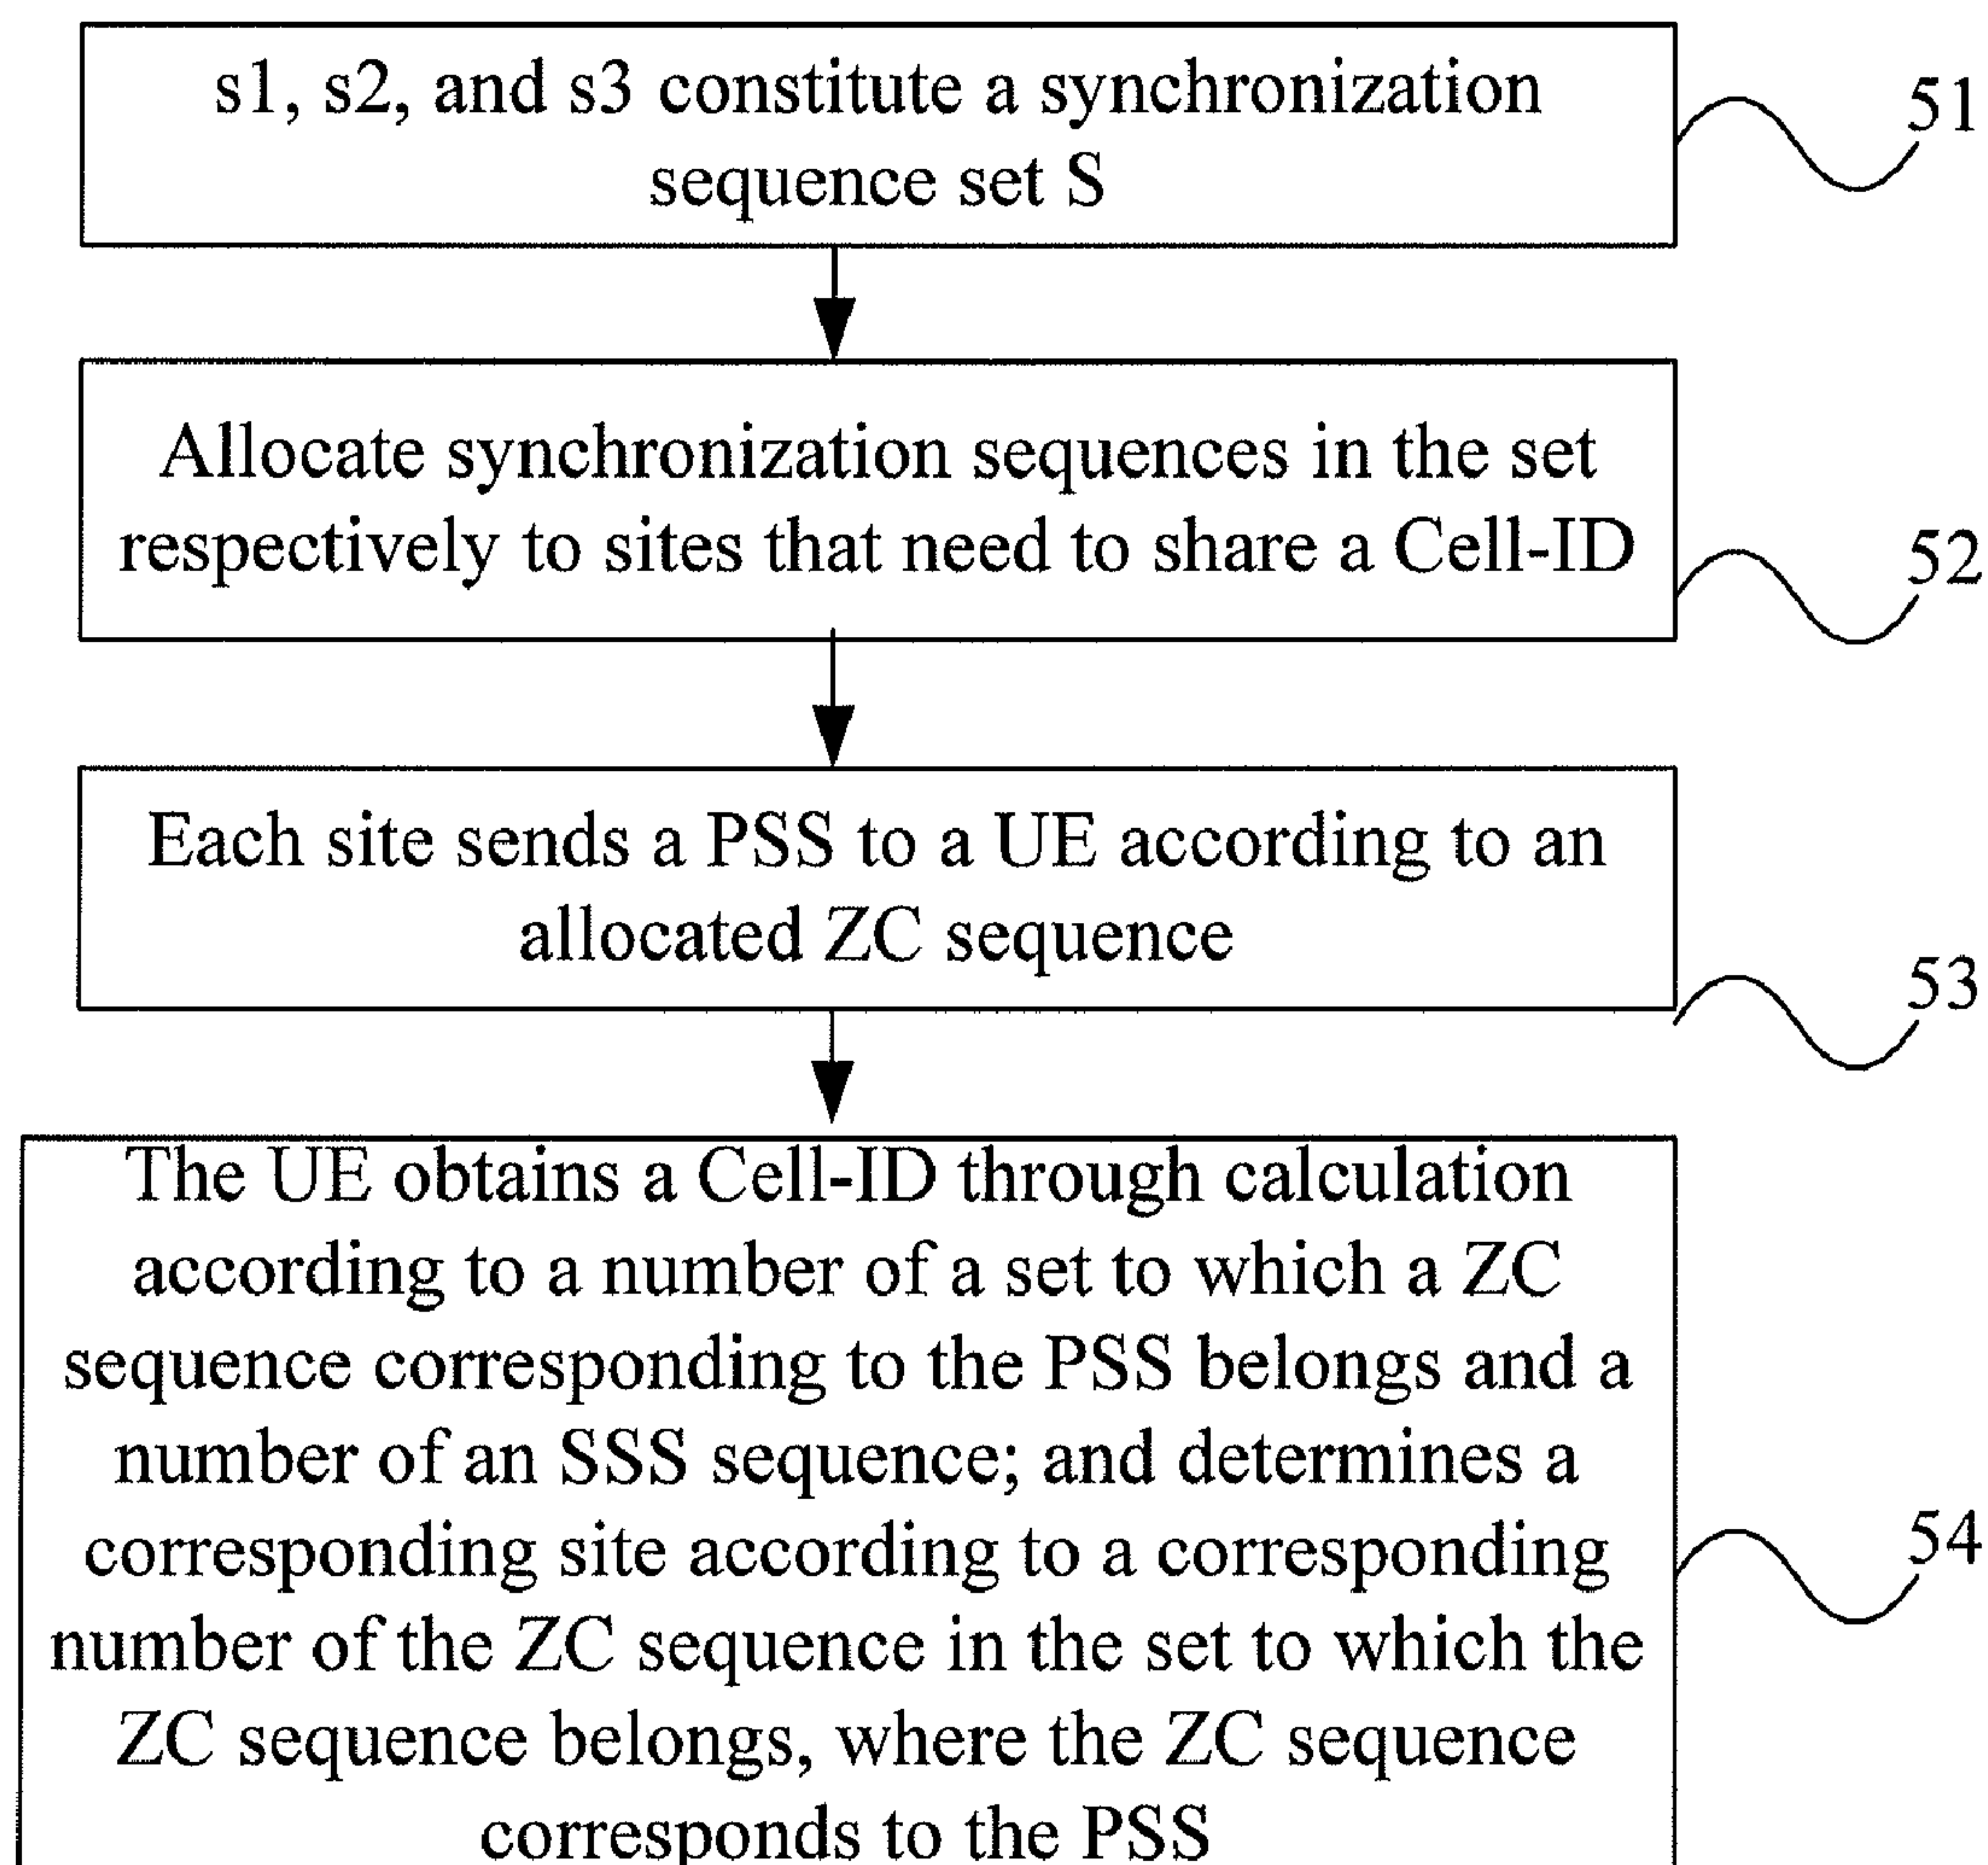 s1, s2, and s3 constitute a synchronization
sequence set S
51
Allocate synchronization sequences in the set
respectively to sites that need to share a Cell-ID
52
Each site sends a PSS to a UE according to an
allocated ZC sequence
53
The UE obtains a Cell-ID through calculation
according to a number of a set to which a ZC
sequence corresponding to the PSS belongs and a
number of an SSS sequence; and determines a
corresponding site according to a corresponding
number of the ZC sequence in the set to which the
ZC sequence belongs, where the ZC sequence
corresponds to the PSS
54